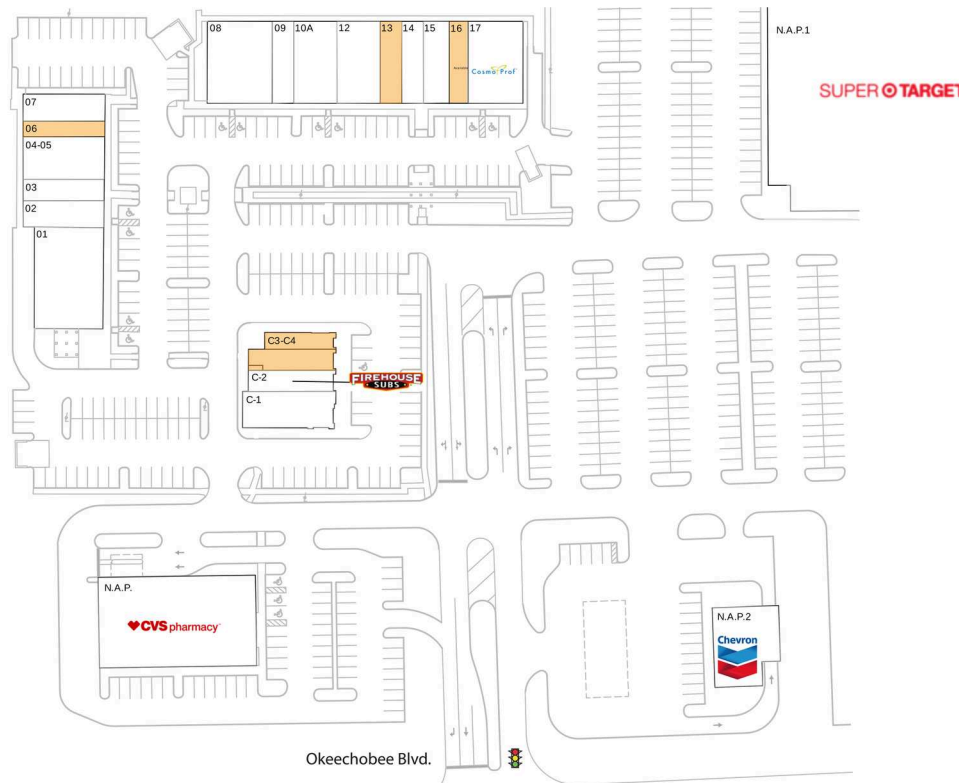 08
09
10A
12
13
14
15
16
17
Cosmo Prof
N.A.P.1
SUPER TARGET
07
06
04-05
03
02
01
C3-C4
C-2
FIREHOUSE
SUBS
C-1
N.A.P.
CVS pharmacy
N.A.P.2
Chevron
Okeechobee Blvd.